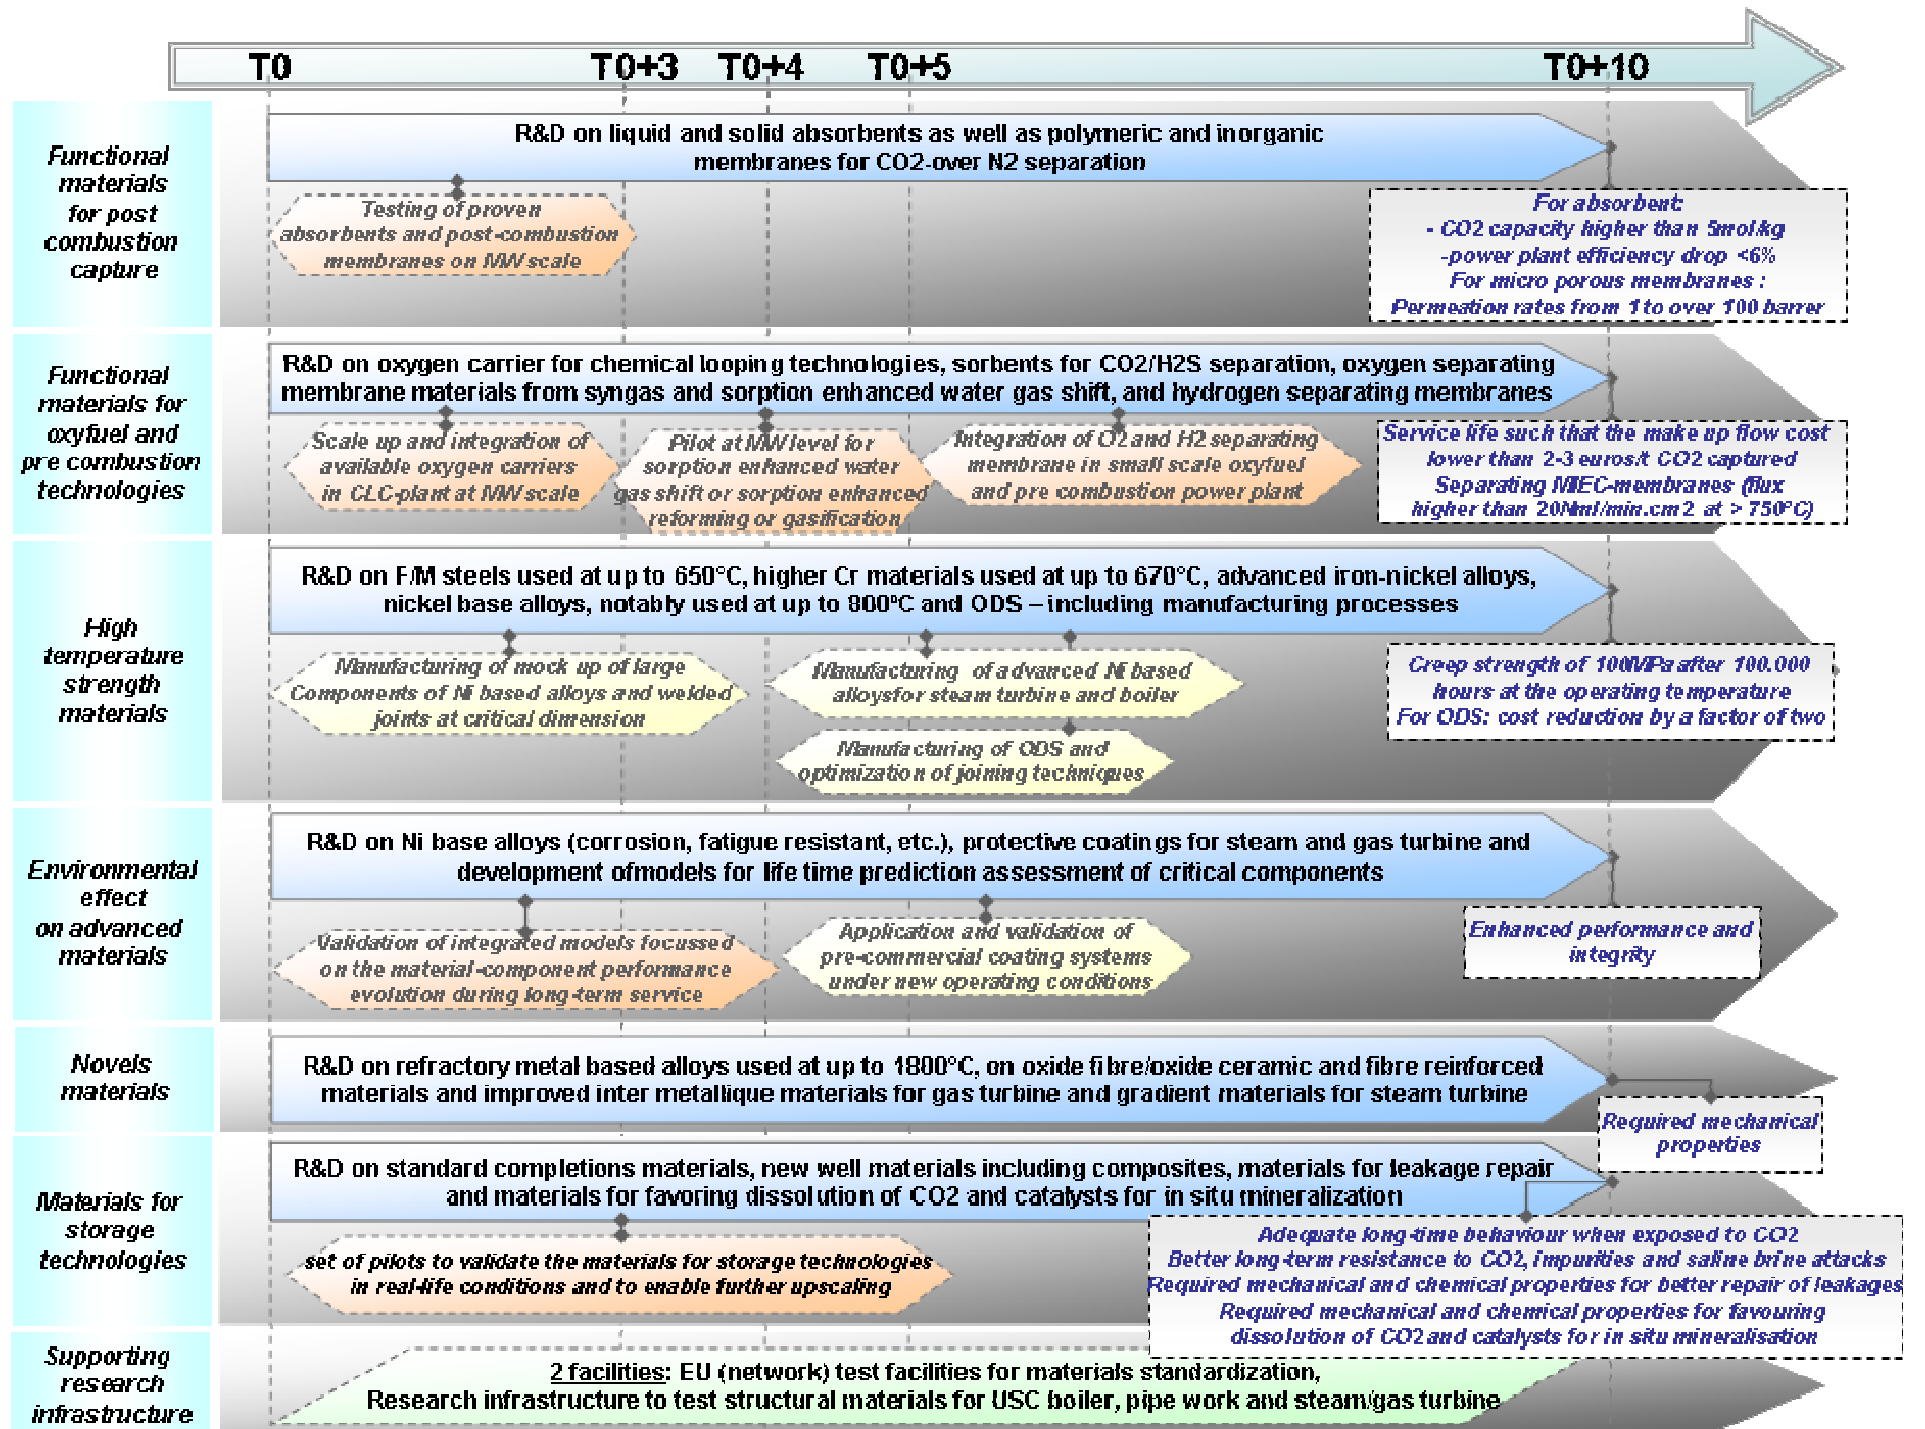 T0 T0+3 T0+4 T0+5 T0+10
Functional
materials
for post
combustion
capture
R&D on liquid and solid absorbents as well as polymeric and inorganic
membranes for CO2-over N2 separation
Testing of proven
absorbents and post-combustion
membranes on MW scale
For absorbent:
- CO2 capacity higher than 5mol/kg
-power plant efficiency drop <6%
For micro porous membranes :
Permeation rates from 1 to over 100 barrer
Functional
materials for
oxyfuel and
pre combustion
technologies
R&D on oxygen carrier for chemical looping technologies, sorbents for CO2/H2S separation, oxygen separating
membrane materials from syngas and sorption enhanced water gas shift, and hydrogen separating membranes
Scale up and integration of
available oxygen carriers
in CLC-plant at MW scale
Pilot at MW level for
sorption enhanced water
gas shift or sorption enhanced
reforming or gasification
Integration of O2 and H2 separating
membrane in small scale oxyfuel
and pre combustion power plant
Service life such that the make up flow cost
lower than 2-3 euros/t CO2 captured
Separating MIEC-membranes (flux
higher than 20Nml/min.cm2 at > 750°C)
High
temperature
strength
materials
R&D on F/M steels used at up to 650°C, higher Cr materials used at up to 670°C, advanced iron-nickel alloys,
nickel base alloys, notably used at up to 800°C and ODS – including manufacturing processes
Manufacturing of mock up of large
Components of Ni based alloys and welded
joints at critical dimension
Manufacturing of advanced Ni based
alloysfor steam turbine and boiler
Manufacturing of ODS and
optimization of joining techniques
Creep strength of 100MPa after 100.000
hours at the operating temperature
For ODS: cost reduction by a factor of two
Environmental
effect
on advanced
materials
R&D on Ni base alloys (corrosion, fatigue resistant, etc.), protective coatings for steam and gas turbine and
development ofmodels for life time prediction assessment of critical components
Validation of integrated models focussed
on the material-component performance
evolution during long-term service
Application and validation of
pre-commercial coating systems
under new operating conditions
Enhanced performance and
integrity
Novels
materials
R&D on refractory metal based alloys used at up to 1800°C, on oxide fibre/oxide ceramic and fibre reinforced
materials and improved inter metallique materials for gas turbine and gradient materials for steam turbine
Required mechanical
properties
Materials for
storage
technologies
R&D on standard completions materials, new well materials including composites, materials for leakage repair
and materials for favoring dissolution of CO2 and catalysts for in situ mineralization
set of pilots to validate the materials for storage technologies
in real-life conditions and to enable further upscaling
Adequate long-time behaviour when exposed to CO2
Better long-term resistance to CO2, impurities and saline brine attacks
Required mechanical and chemical properties for better repair of leakages
Required mechanical and chemical properties for favouring
dissolution of CO2 and catalysts for in situ mineralisation
Supporting
research
infrastructure
2 facilities: EU (network) test facilities for materials standardization,
Research infrastructure to test structural materials for USC boiler, pipe work and steam/gas turbine